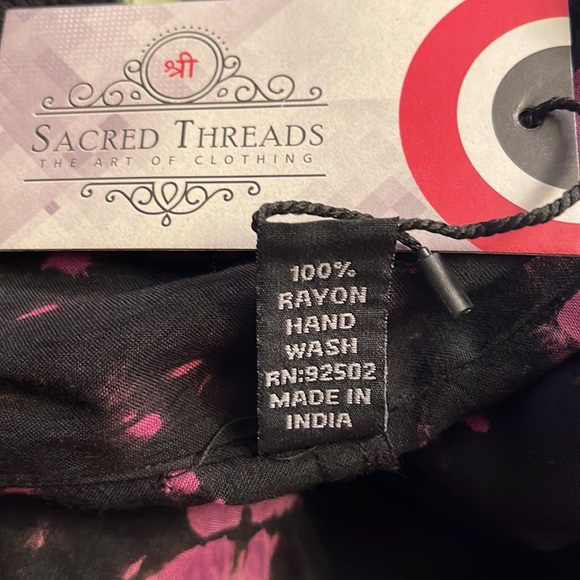 श्री
SACRED THREADS
THE ART OF CLOTHING
100%
RAYON
HAND
WASH
RN:92502
MADE IN
INDIA